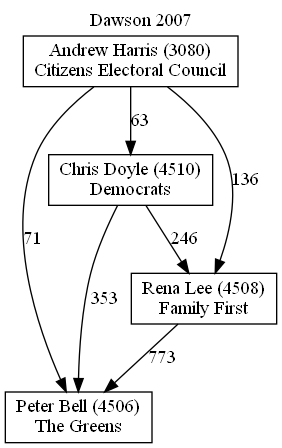 Dawson 2007
Andrew Harris (3080)
Citizens Electoral Council
63
Chris Doyle (4510)
Democrats
136
71
246
353
Rena Lee (4508)
Family First
773
Peter Bell (4506)
The Greens